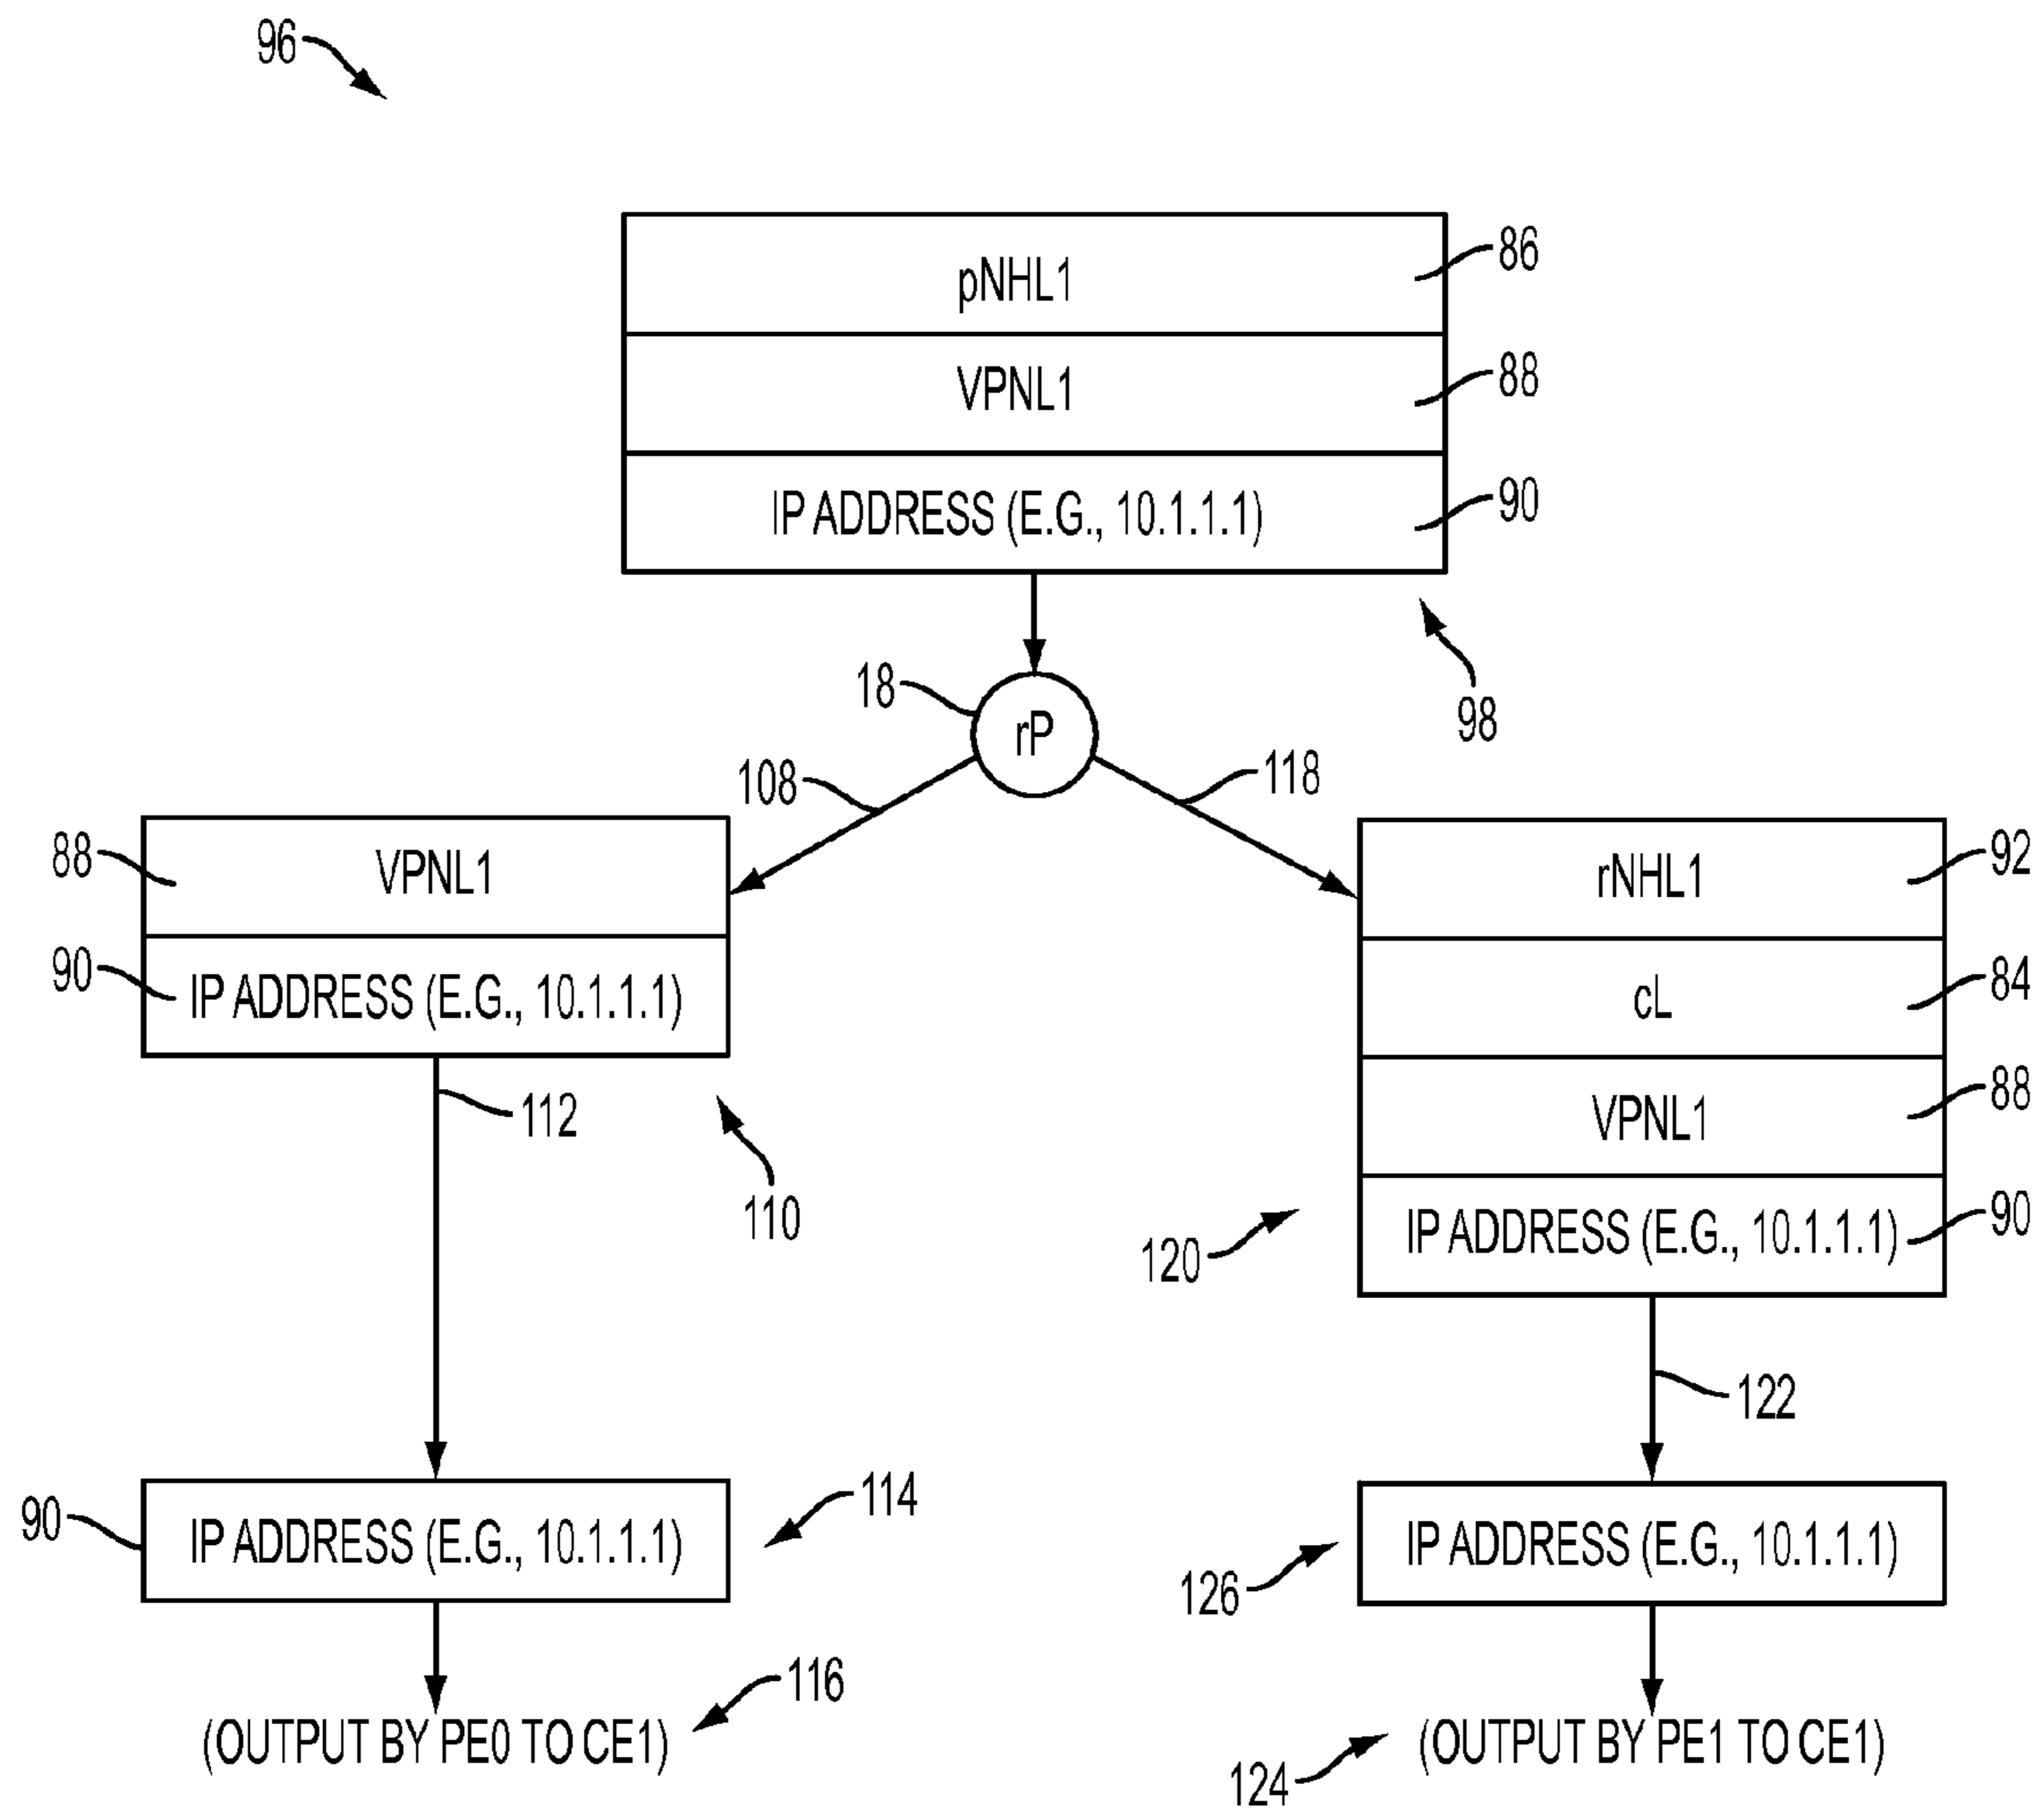 96
pNHL1
86
VPNL1
88
IP ADDRESS (E.G., 10.1.1.1)
90
98
18
rP
108
118
88
VPNL1
90
IP ADDRESS (E.G., 10.1.1.1)
112
110
rNHL1
92
cL
84
VPNL1
88
IP ADDRESS (E.G., 10.1.1.1)
90
120
122
90
IP ADDRESS (E.G., 10.1.1.1)
114
IP ADDRESS (E.G., 10.1.1.1)
126
(OUTPUT BY PE0 TO CE1)
116
(OUTPUT BY PE1 TO CE1)
124